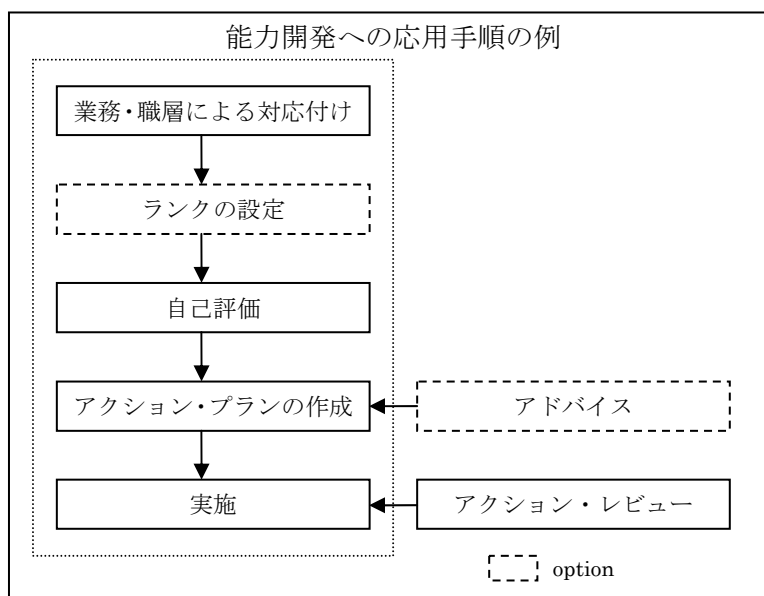 能力開発への応用手順の例
業務・職層による対応付け
ランクの設定
自己評価
アクション・プランの作成
アドバイス
実施
アクション・レビュー
option